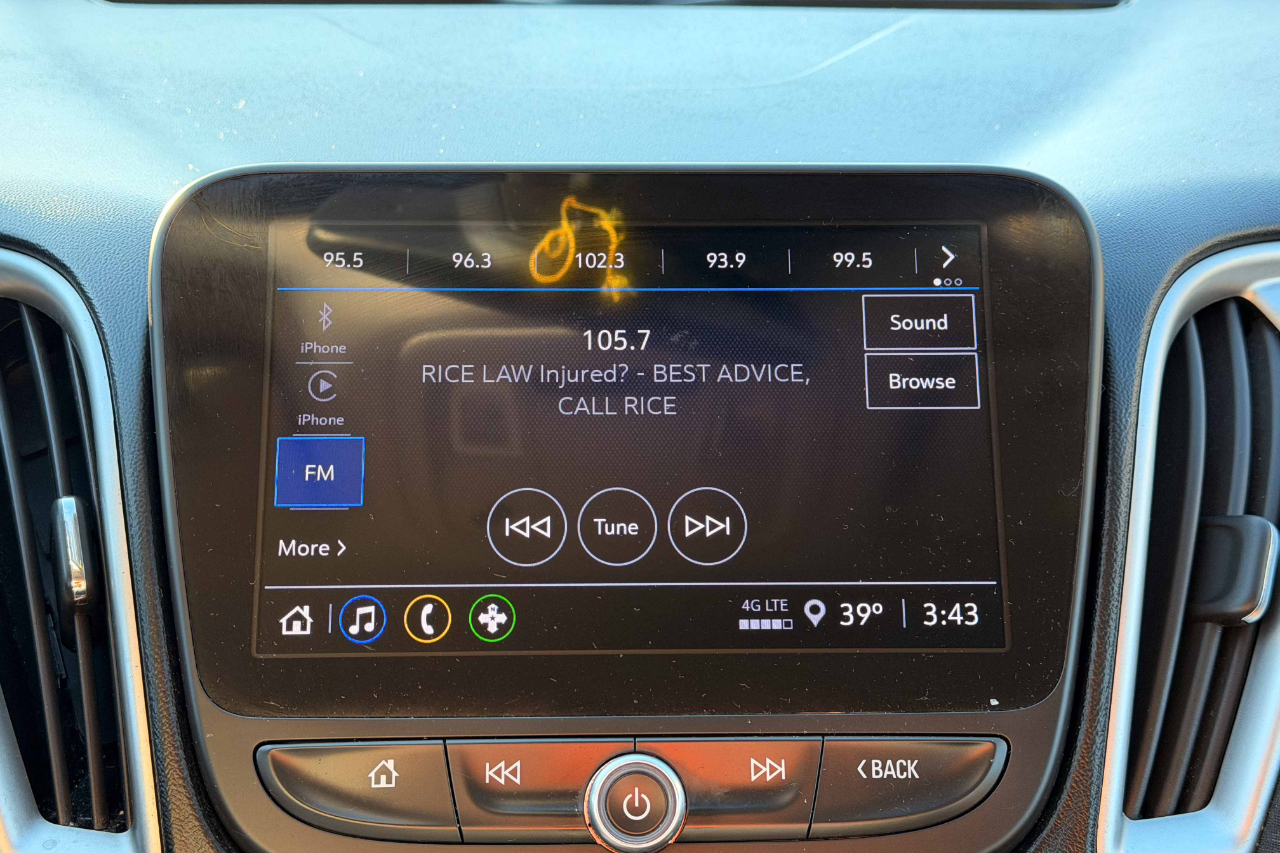 95.5 96.3 102.3 93.9 99.5
iPhone
iPhone
FM
More
105.7
RICE LAW Injured? - BEST ADVICE,
CALL RICE
Sound
Browse
Tune
4G LTE
39º
3:43
BACK